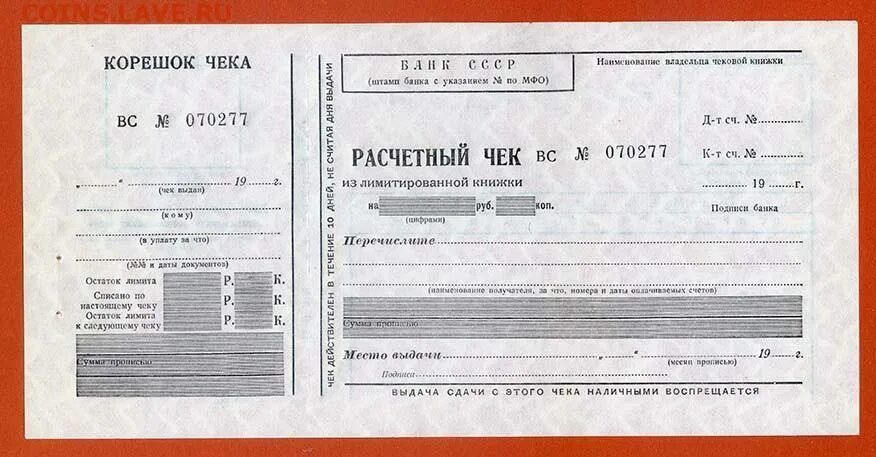 COINS.LAVE.RU
КОРЕШОК ЧЕКА
ВС № 070277
„......“ .................... 19 ......г.
(чек выдан)
(кому)
(в уплату за что)
(№№ и даты документов)
Остаток лимита Р. К.
Списано по
настоящему чеку Р. К.
Остаток лимита
к следующему чеку Р. К.
Сумма прописью
ЧЕК ДЕЙСТВИТЕЛЕН В ТЕЧЕНИЕ 10 ДНЕЙ, НЕ СЧИТАЯ ДНЯ ВЫДАЧИ
БАНК СССР
(штамп банка с указанием № по МФО)
Наименование владельца чековой книжки
Д-т сч. №............
К-т сч. №............
РАСЧЕТНЫЙ ЧЕК ВС № 070277
из лимитированной книжки
.......... 19 ......г.
на руб. коп.
(цифрами)
Подписи банка
Перечислите
(наименование получателя, за что, номера и даты оплачиваемых счетов)
Сумма прописью
Место выдачи .......... „ “ .......... 19 ......г.
(месяц прописью)
Подписи
ВЫДАЧА СДАЧИ С ЭТОГО ЧЕКА НАЛИЧНЫМИ ВОСПРЕЩАЕТСЯ